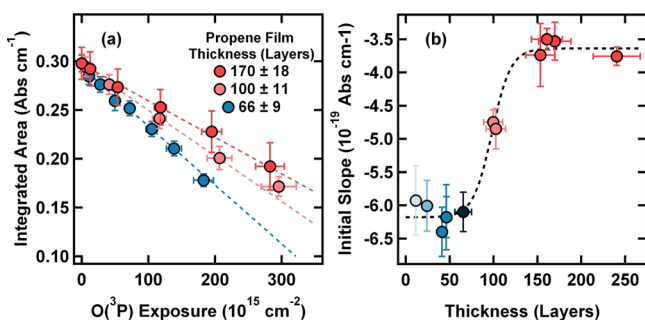 (a)
Propene Film
Thickness (Layers)
170 ± 18
100 ± 11
66 ± 9
Integrated Area (Abs cm⁻¹)
0.30
0.25
0.20
0.15
0.10
0 100 200 300
O(³P) Exposure (10¹⁵ cm⁻²)
(b)
Initial Slope (10⁻¹⁹ Abs cm-1)
-3.5
-4.0
-4.5
-5.0
-5.5
-6.0
-6.5
0 50 100 150 200 250
Thickness (Layers)